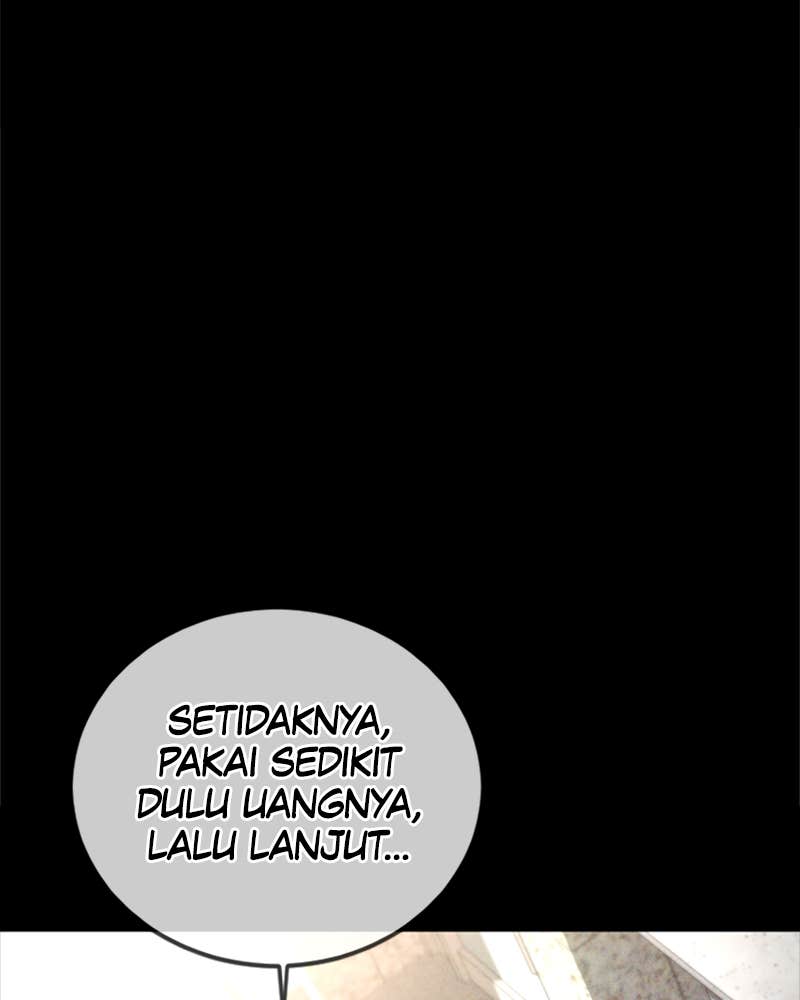 SETIDAKNYA,
PAKAI SEDIKIT
DULU UANGNYA,
LALU LANJUT...